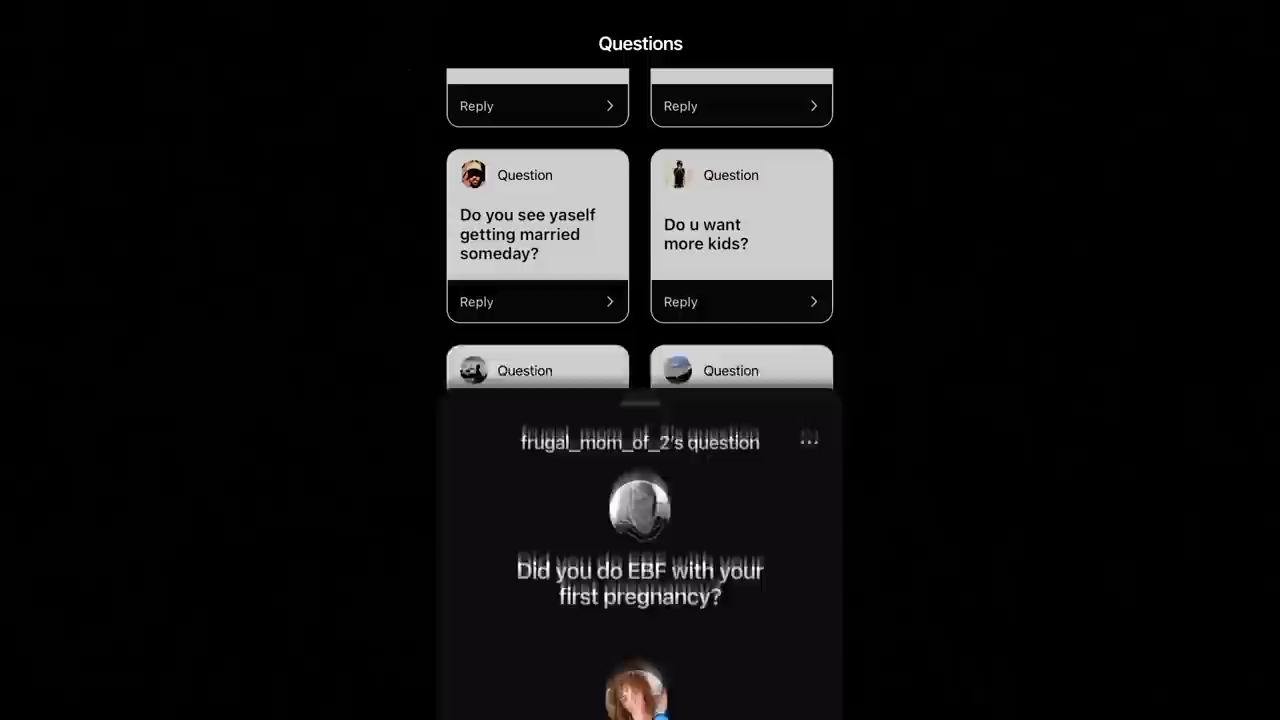 Questions
Reply
Reply
Question
Do you see yaself
getting married
someday?
Reply
Question
Do u want
more kids?
Reply
Question
Question
frugal_mom_of_2's question
Did you do EBF with your
first pregnancy?